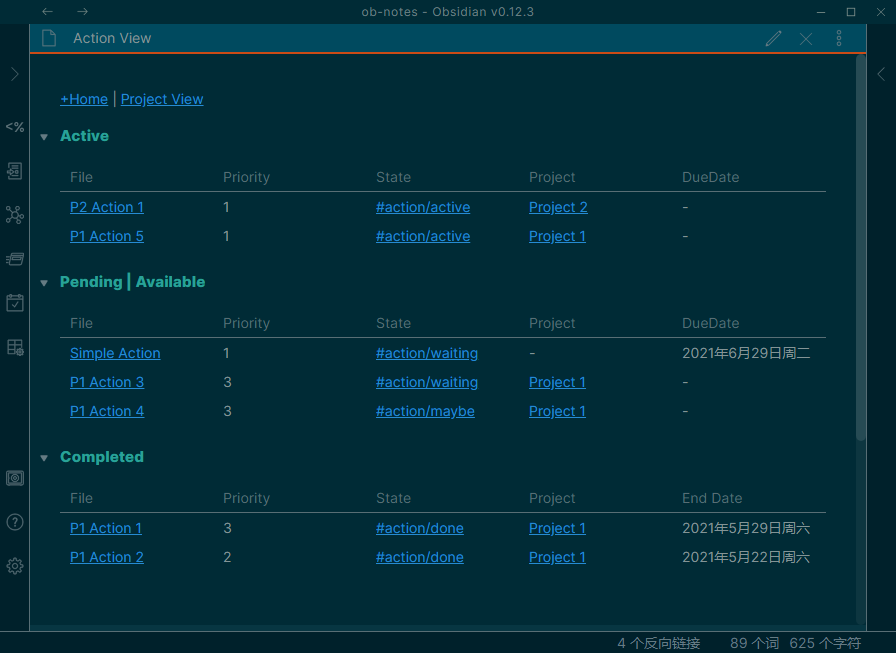 ob-notes - Obsidian v0.12.3
Action View
+Home | Project View
<%
Active
File Priority State Project DueDate
P2 Action 1 1 #action/active Project 2 -
P1 Action 5 1 #action/active Project 1 -
Pending | Available
File Priority State Project DueDate
Simple Action 1 #action/waiting - 2021年6月29日周二
P1 Action 3 3 #action/waiting Project 1 -
P1 Action 4 3 #action/maybe Project 1 -
Completed
File Priority State Project End Date
P1 Action 1 3 #action/done Project 1 2021年5月29日周六
P1 Action 2 2 #action/done Project 1 2021年5月22日周六
4 个反向链接 89 个词 625 个字符